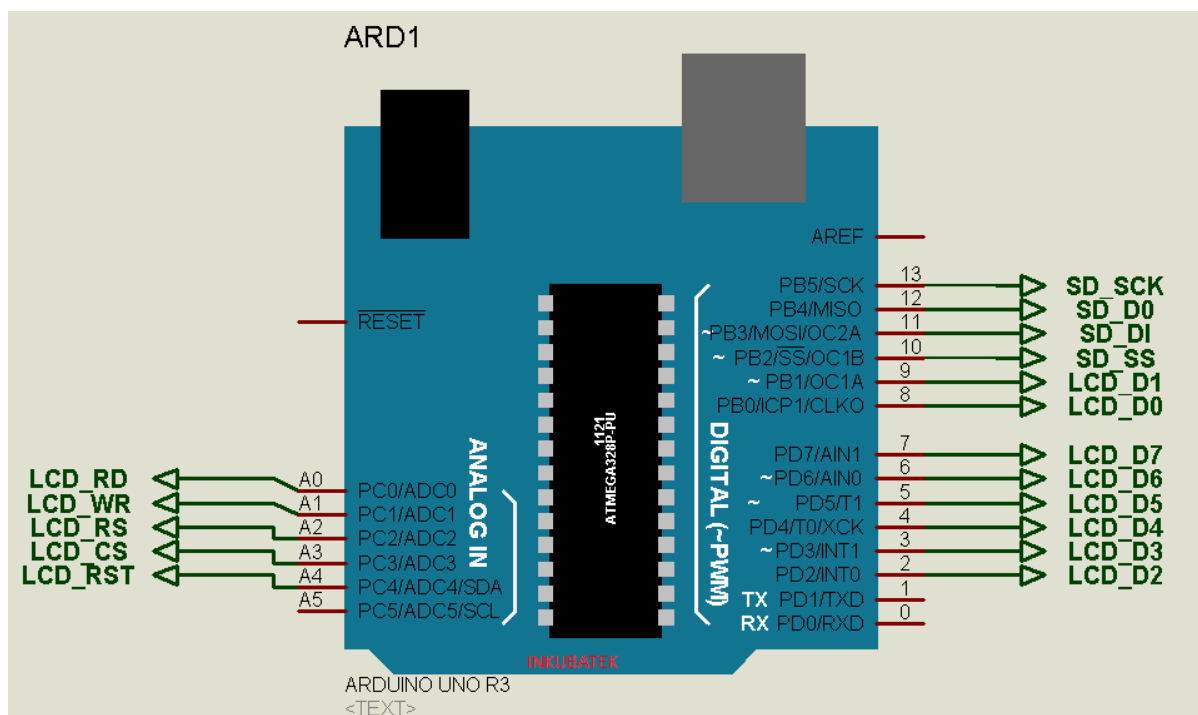 ARD1
AREF
PB5/SCK 13 SD_SCK
PB4/MISO 12 SD_D0
~PB3/MOSI/OC2A 11 SD_DI
~ PB2/SS/OC1B 10 SD_SS
~ PB1/OC1A 9 LCD_D1
PB0/ICP1/CLKO 8 LCD_D0
RESET
1121
ATMEGA328P-PU
DIGITAL (~PWM)
ANALOG IN
PD7/AIN1 7 LCD_D7
~PD6/AIN0 6 LCD_D6
~ PD5/T1 5 LCD_D5
PD4/T0/XCK 4 LCD_D4
~PD3/INT1 3 LCD_D3
PD2/INT0 2 LCD_D2
TX PD1/TXD 1
RX PD0/RXD 0
LCD_RD A0 PC0/ADC0
LCD_WR A1 PC1/ADC1
LCD_RS A2 PC2/ADC2
LCD_CS A3 PC3/ADC3
LCD_RST A4 PC4/ADC4/SDA
A5 PC5/ADC5/SCL
INKUBATEK
ARDUINO UNO R3
<TEXT>